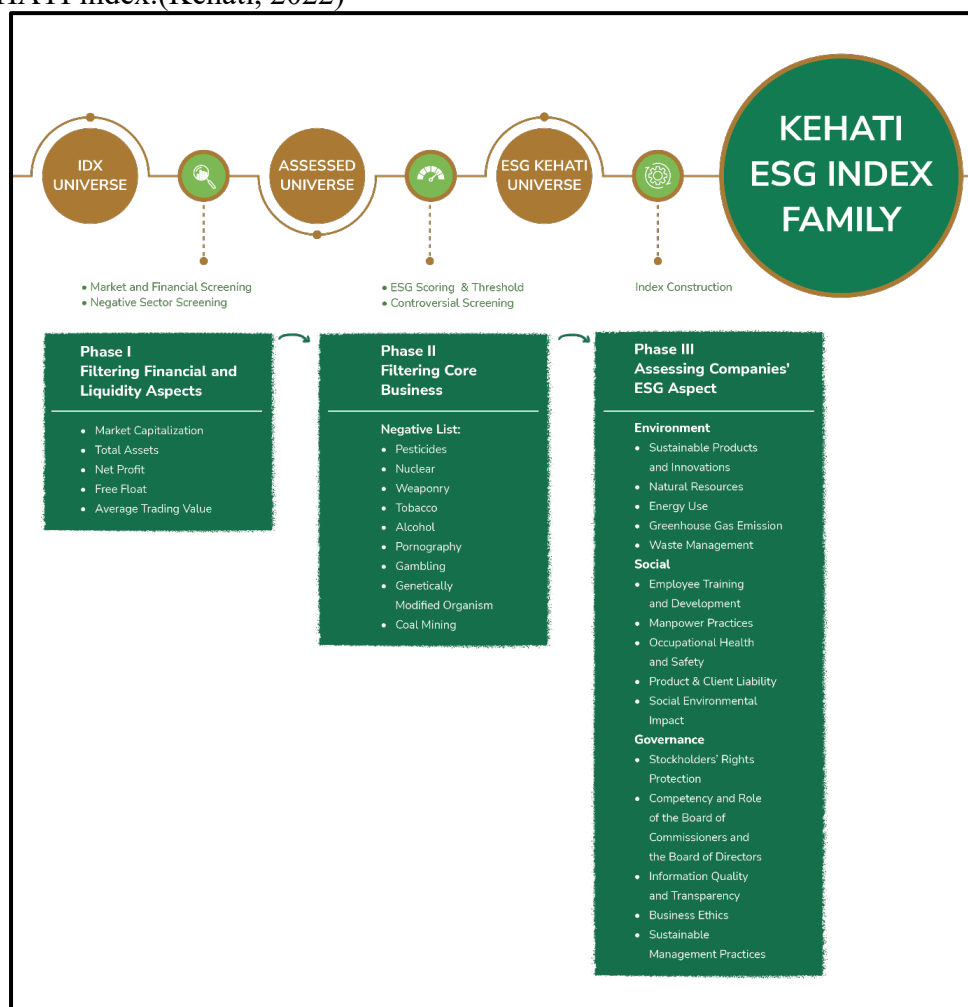 HATI index.(Kehati, 2022)
IDX
UNIVERSE
ASSESSED
UNIVERSE
ESG KEHATI
UNIVERSE
KEHATI
ESG INDEX
FAMILY
• Market and Financial Screening
• Negative Sector Screening
• ESG Scoring & Threshold
• Controversial Screening
Index Construction
Phase I
Filtering Financial and
Liquidity Aspects
• Market Capitalization
• Total Assets
• Net Profit
• Free Float
• Average Trading Value
Phase II
Filtering Core
Business
Negative List:
• Pesticides
• Nuclear
• Weaponry
• Tobacco
• Alcohol
• Pornography
• Gambling
• Genetically
Modified Organism
• Coal Mining
Phase III
Assessing Companies'
ESG Aspect
Environment
• Sustainable Products
and Innovations
• Natural Resources
• Energy Use
• Greenhouse Gas Emission
• Waste Management
Social
• Employee Training
and Development
• Manpower Practices
• Occupational Health
and Safety
• Product & Client Liability
• Social Environmental
Impact
Governance
• Stockholders' Rights
Protection
• Competency and Role
of the Board of
Commissioners and
the Board of Directors
• Information Quality
and Transparency
• Business Ethics
• Sustainable
Management Practices